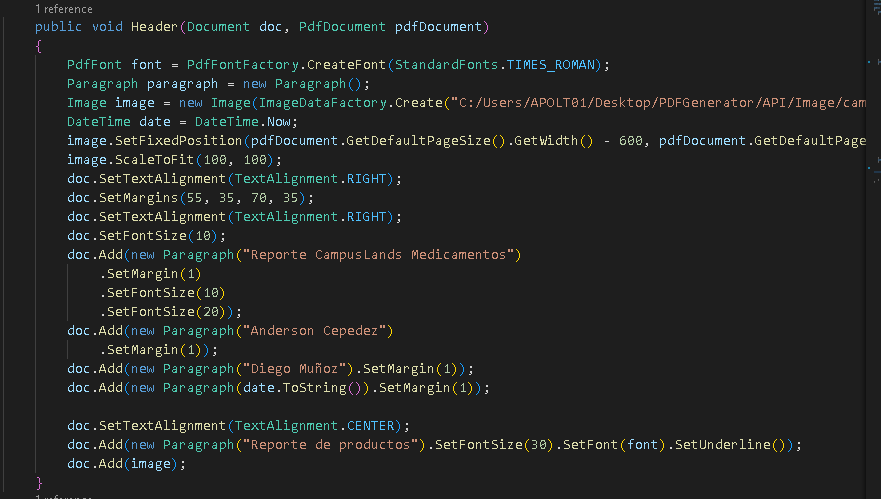 1 reference
public void Header(Document doc, PdfDocument pdfDocument)
{
PdfFont font = PdfFontFactory.CreateFont(StandardFonts.TIMES_ROMAN);
Paragraph paragraph = new Paragraph();
Image image = new Image(ImageDataFactory.Create("C:/Users/APOLT01/Desktop/PDFGenerator/API/Image/cam
DateTime date = DateTime.Now;
image.SetFixedPosition(pdfDocument.GetDefaultPageSize().GetWidth() - 600, pdfDocument.GetDefaultPage
image.ScaleToFit(100, 100);
doc.SetTextAlignment(TextAlignment.RIGHT);
doc.SetMargins(55, 35, 70, 35);
doc.SetTextAlignment(TextAlignment.RIGHT);
doc.SetFontSize(10);
doc.Add(new Paragraph("Reporte CampusLands Medicamentos")
.SetMargin(1)
.SetFontSize(10)
.SetFontSize(20));
doc.Add(new Paragraph("Anderson Cepedez")
.SetMargin(1));
doc.Add(new Paragraph("Diego Muñoz").SetMargin(1));
doc.Add(new Paragraph(date.ToString()).SetMargin(1));
doc.SetTextAlignment(TextAlignment.CENTER);
doc.Add(new Paragraph("Reporte de productos").SetFontSize(30).SetFont(font).SetUnderline());
doc.Add(image);
}
1 reference